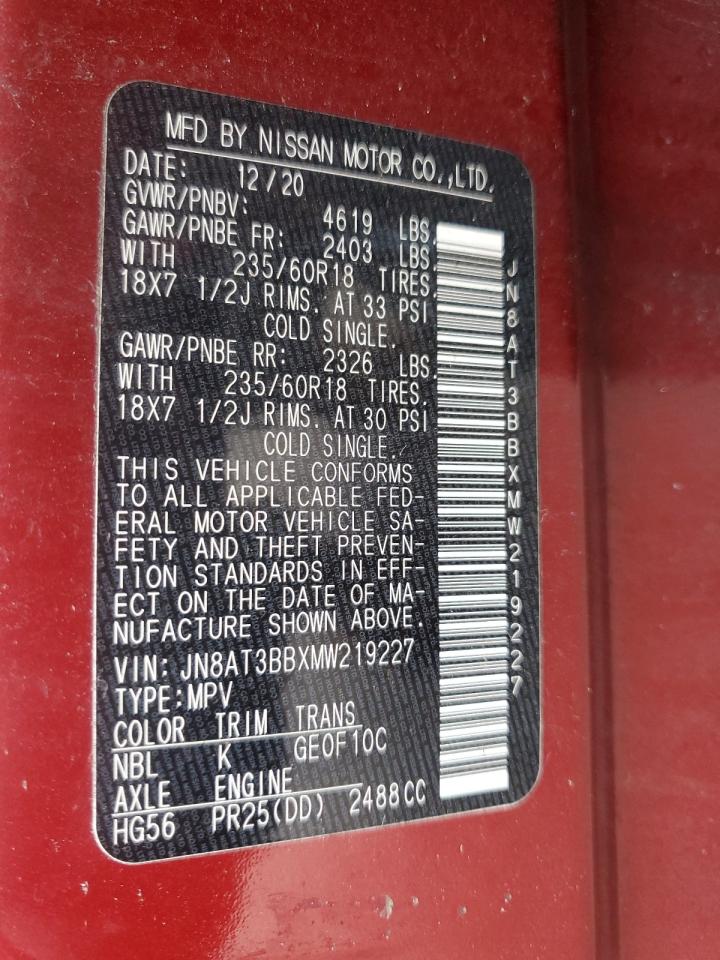 MFD BY NISSAN MOTOR CO.,LTD.
DATE: 12/20
GVWR/PNBV: 4619 LBS.
GAWR/PNBE FR: 2403 LBS.
WITH 235/60R18 TIRES.
18X7 1/2J RIMS. AT 33 PSI
COLD SINGLE.
GAWR/PNBE RR: 2326 LBS.
WITH 235/60R18 TIRES.
18X7 1/2J RIMS. AT 30 PSI
COLD SINGLE.
THIS VEHICLE CONFORMS
TO ALL APPLICABLE FED-
ERAL MOTOR VEHICLE SA-
FETY AND THEFT PREVEN-
TION STANDARDS IN EFF-
ECT ON THE DATE OF MA-
NUFACTURE SHOWN ABOVE.
VIN: JN8AT3BBXMW219227
TYPE:MPV
COLOR TRIM TRANS
NBL K GE0F10C
AXLE ENGINE
HG56 PR25(DD) 2488CC
JN8AT3BBXMW219227